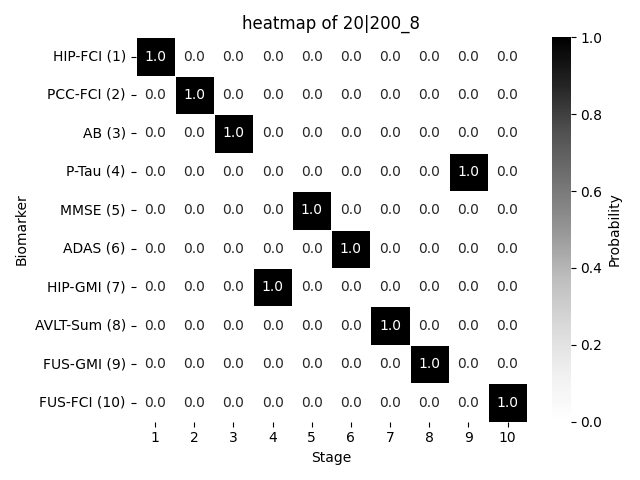 heatmap of 20|200_8
HIP-FCI (1) 1.0 0.0 0.0 0.0 0.0 0.0 0.0 0.0 0.0 0.0
PCC-FCI (2) 0.0 1.0 0.0 0.0 0.0 0.0 0.0 0.0 0.0 0.0
AB (3) 0.0 0.0 1.0 0.0 0.0 0.0 0.0 0.0 0.0 0.0
P-Tau (4) 0.0 0.0 0.0 0.0 0.0 0.0 0.0 0.0 1.0 0.0
MMSE (5) 0.0 0.0 0.0 0.0 1.0 0.0 0.0 0.0 0.0 0.0
ADAS (6) 0.0 0.0 0.0 0.0 0.0 1.0 0.0 0.0 0.0 0.0
HIP-GMI (7) 0.0 0.0 0.0 1.0 0.0 0.0 0.0 0.0 0.0 0.0
AVLT-Sum (8) 0.0 0.0 0.0 0.0 0.0 0.0 1.0 0.0 0.0 0.0
FUS-GMI (9) 0.0 0.0 0.0 0.0 0.0 0.0 0.0 1.0 0.0 0.0
FUS-FCI (10) 0.0 0.0 0.0 0.0 0.0 0.0 0.0 0.0 0.0 1.0
1 2 3 4 5 6 7 8 9 10
Stage
Biomarker
1.0
0.8
0.6
0.4
0.2
0.0
Probability